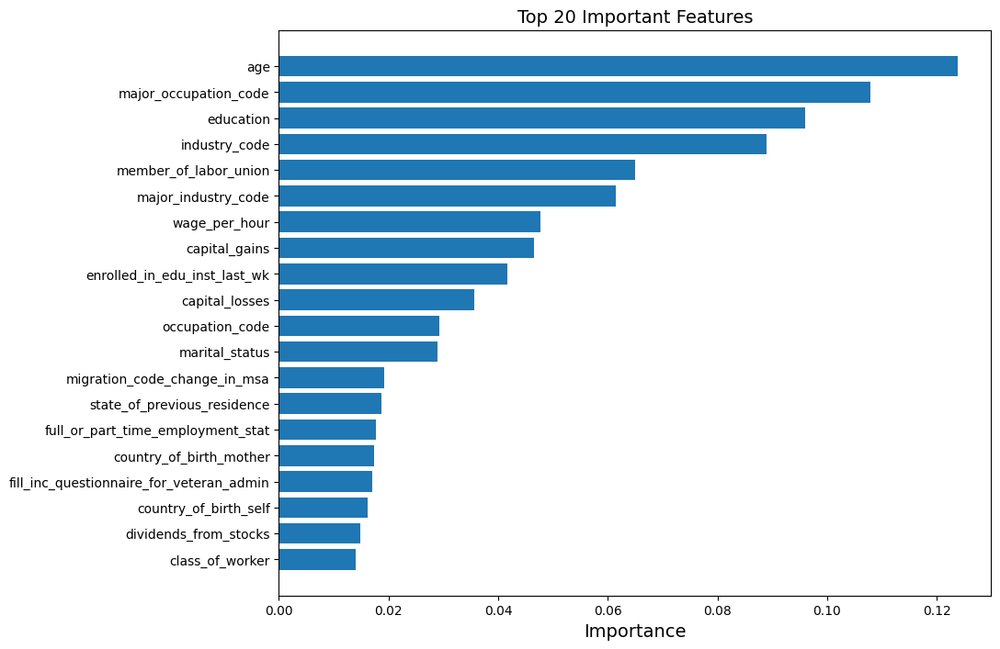 Top 20 Important Features
age
major_occupation_code
education
industry_code
member_of_labor_union
major_industry_code
wage_per_hour
capital_gains
enrolled_in_edu_inst_last_wk
capital_losses
occupation_code
marital_status
migration_code_change_in_msa
state_of_previous_residence
full_or_part_time_employment_stat
country_of_birth_mother
fill_inc_questionnaire_for_veteran_admin
country_of_birth_self
dividends_from_stocks
class_of_worker
0.00 0.02 0.04 0.06 0.08 0.10 0.12
Importance